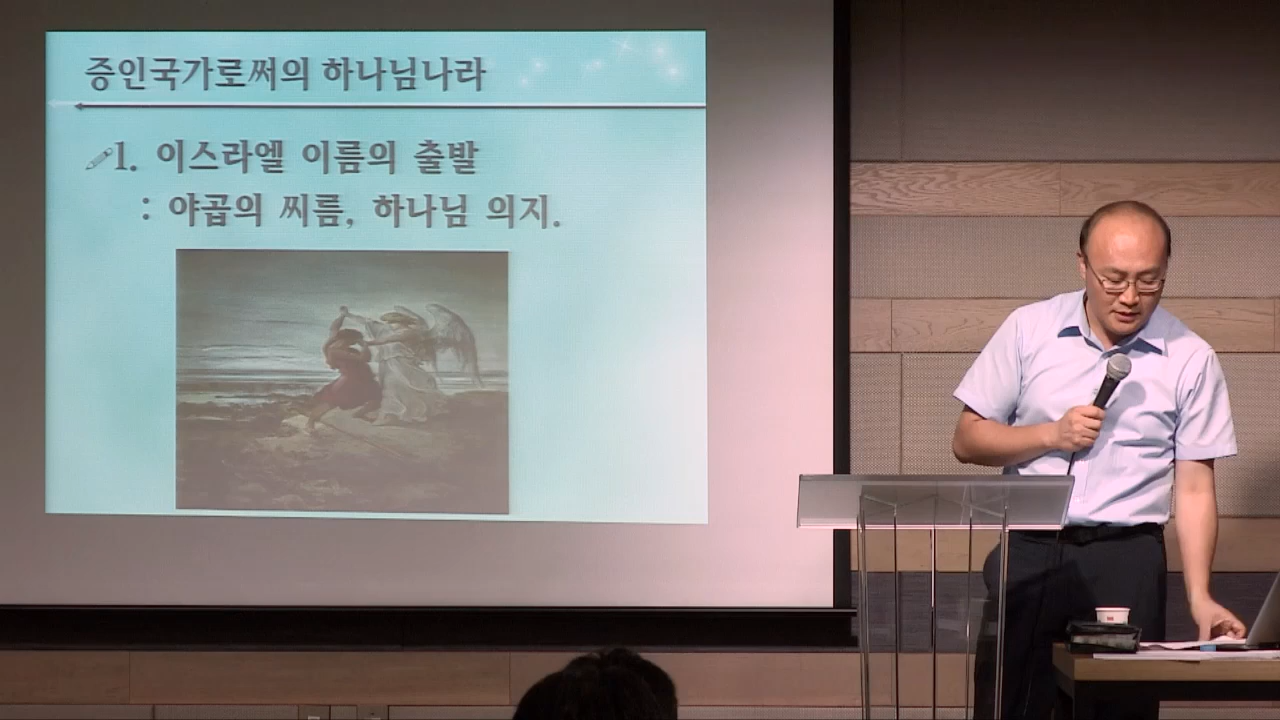 증인국가로써의 하나님나라
1. 이스라엘 이름의 출발
: 야곱의 씨름, 하나님 의지.